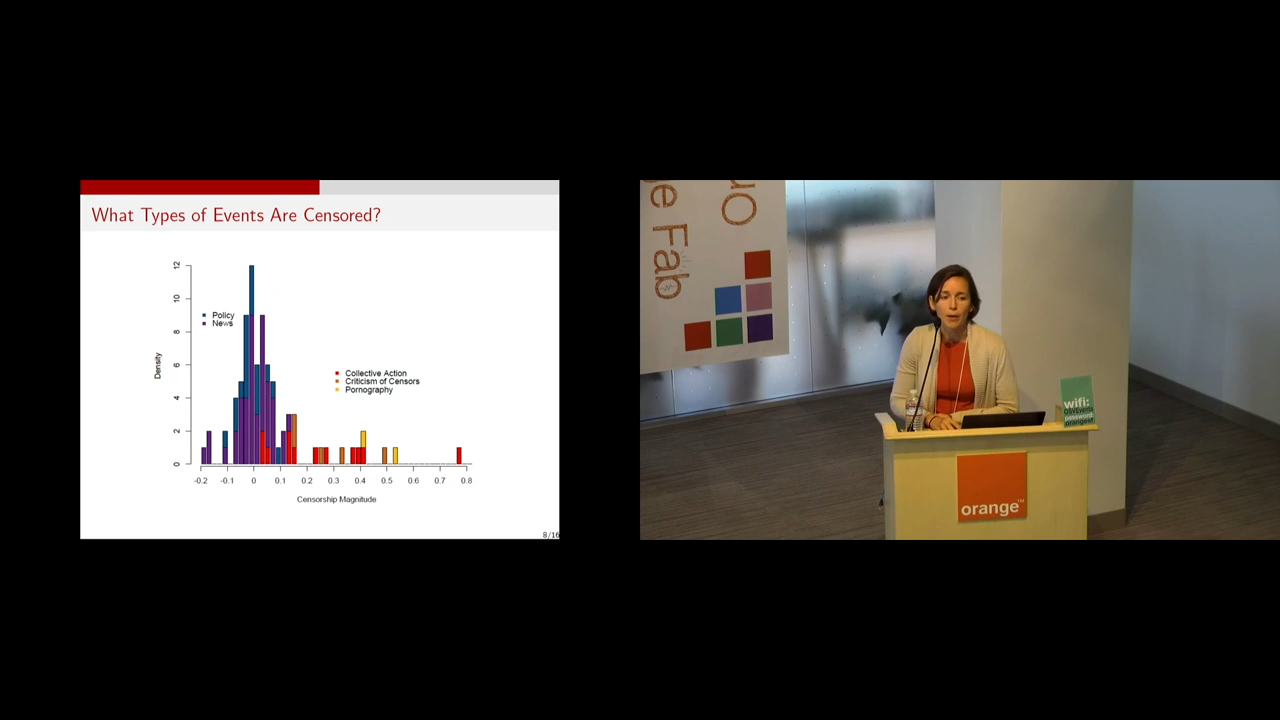 What Types of Events Are Censored?
12
10
8
6
4
2
0
Density
Policy
News
Collective Action
Criticism of Censors
Pornography
-0.2 -0.1 0 0.1 0.2 0.3 0.4 0.5 0.6 0.7 0.8
Censorship Magnitude
8/16
Fab
wifi:
password
orange™